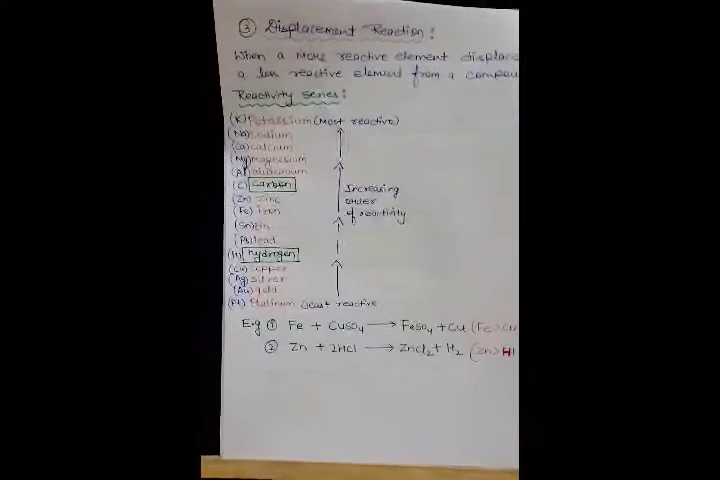 ③ Displacement Reaction:
When a more reactive element displace
a less reactive element from a compou
Reactivity series:
(K) Potassium (Most reactive)
(Na) sodium
(Ca) calcium
(Mg) magnesium
(Al) aluminium
(C) carbon
(Zn) zinc
(Fe) iron
(Sn) tin
(Pb) lead
(H) hydrogen
(Cu) copper
(Ag) silver
(Au) gold
(Pt) Platinum (least reactive
Increasing
order
of reactivity
E.g ① Fe + CuSO4 → FeSO4 + Cu (Fe > Cu
② Zn + 2HCl → ZnCl2 + H2 (Zn > H